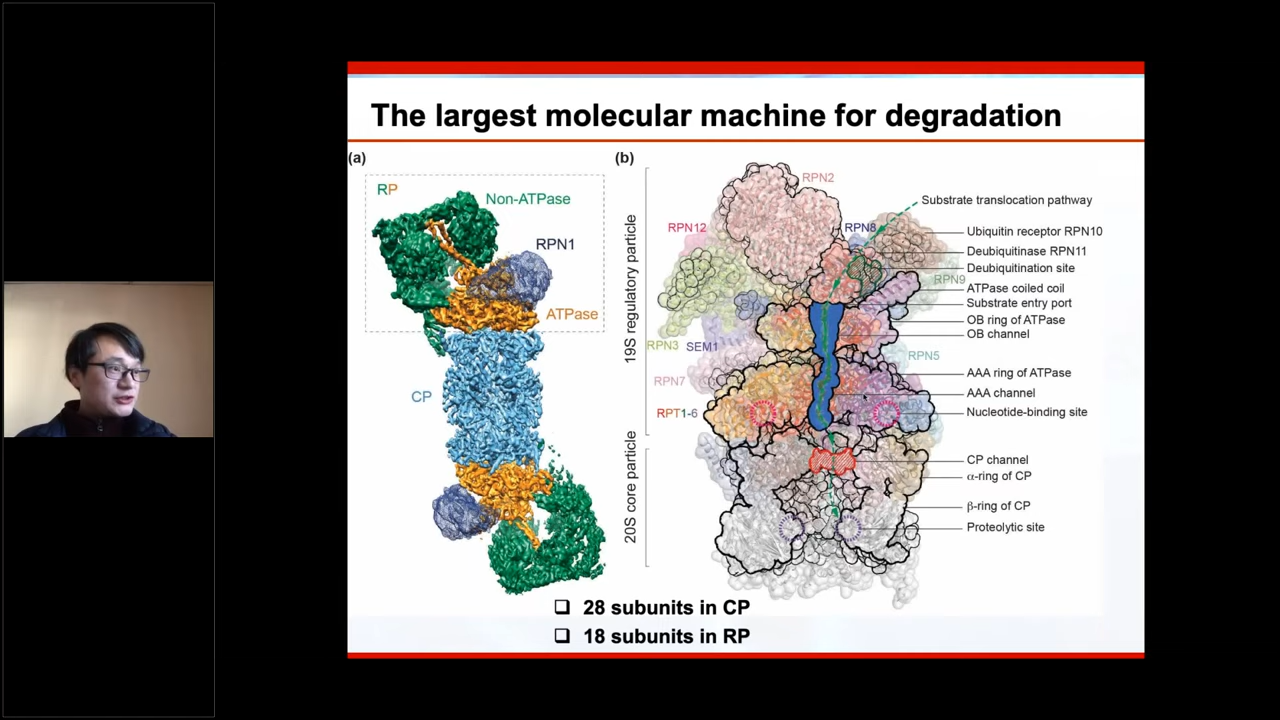 The largest molecular machine for degradation
(a)
RP
Non-ATPase
RPN1
ATPase
CP
(b)
19S regulatory particle
20S core particle
RPN2
RPN12
RPN8
RPN9
RPN3
SEM1
RPN5
RPN7
RPT1-6
Substrate translocation pathway
Ubiquitin receptor RPN10
Deubiquitinase RPN11
Deubiquitination site
ATPase coiled coil
Substrate entry port
OB ring of ATPase
OB channel
AAA ring of ATPase
AAA channel
Nucleotide-binding site
CP channel
α-ring of CP
β-ring of CP
Proteolytic site
❑ 28 subunits in CP
❑ 18 subunits in RP